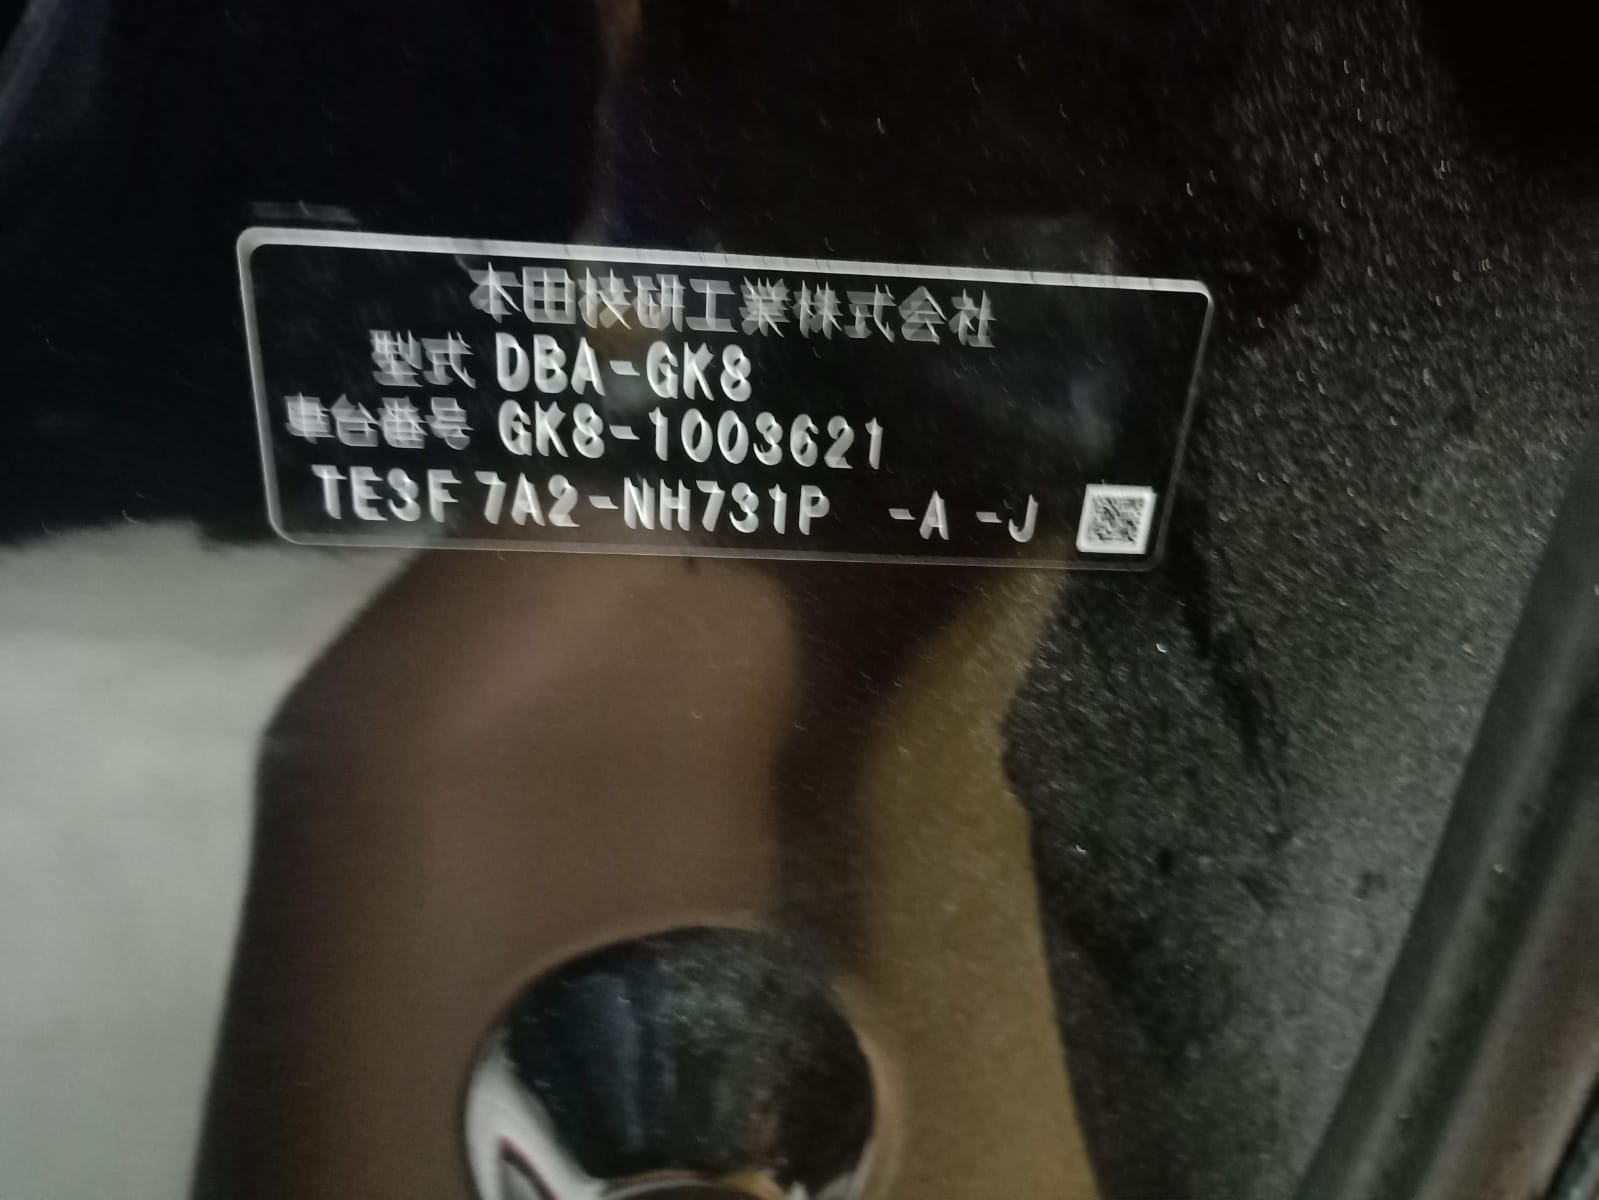 本田技研工業株式会社
型式 DBA-GK8
車台番号 GK8-1003621
TE3F 7A2-NH731P -A -J